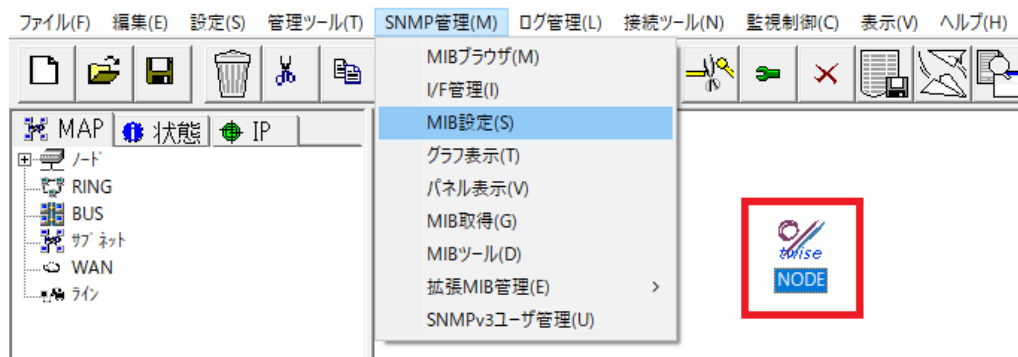 ファイル(F) 編集(E) 設定(S) 管理ツール(T) SNMP管理(M) ログ管理(L) 接続ツール(N) 監視制御(C) 表示(V) ヘルプ(H)
MAP 状態 IP
ノード
RING
BUS
サブネット
WAN
ライン
MIBブラウザ(M)
I/F管理(I)
MIB設定(S)
グラフ表示(T)
パネル表示(V)
MIB取得(G)
MIBツール(D)
拡張MIB管理(E)
SNMPv3ユーザ管理(U)
twise
NODE